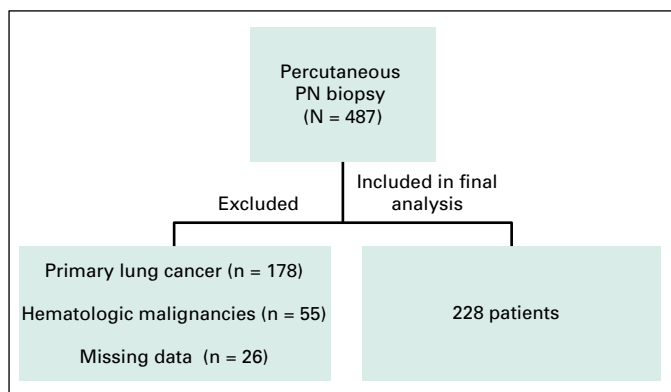 Percutaneous
PN biopsy
(N = 487)
Excluded
Included in final
analysis
Primary lung cancer (n = 178)
Hematologic malignancies (n = 55)
Missing data (n = 26)
228 patients